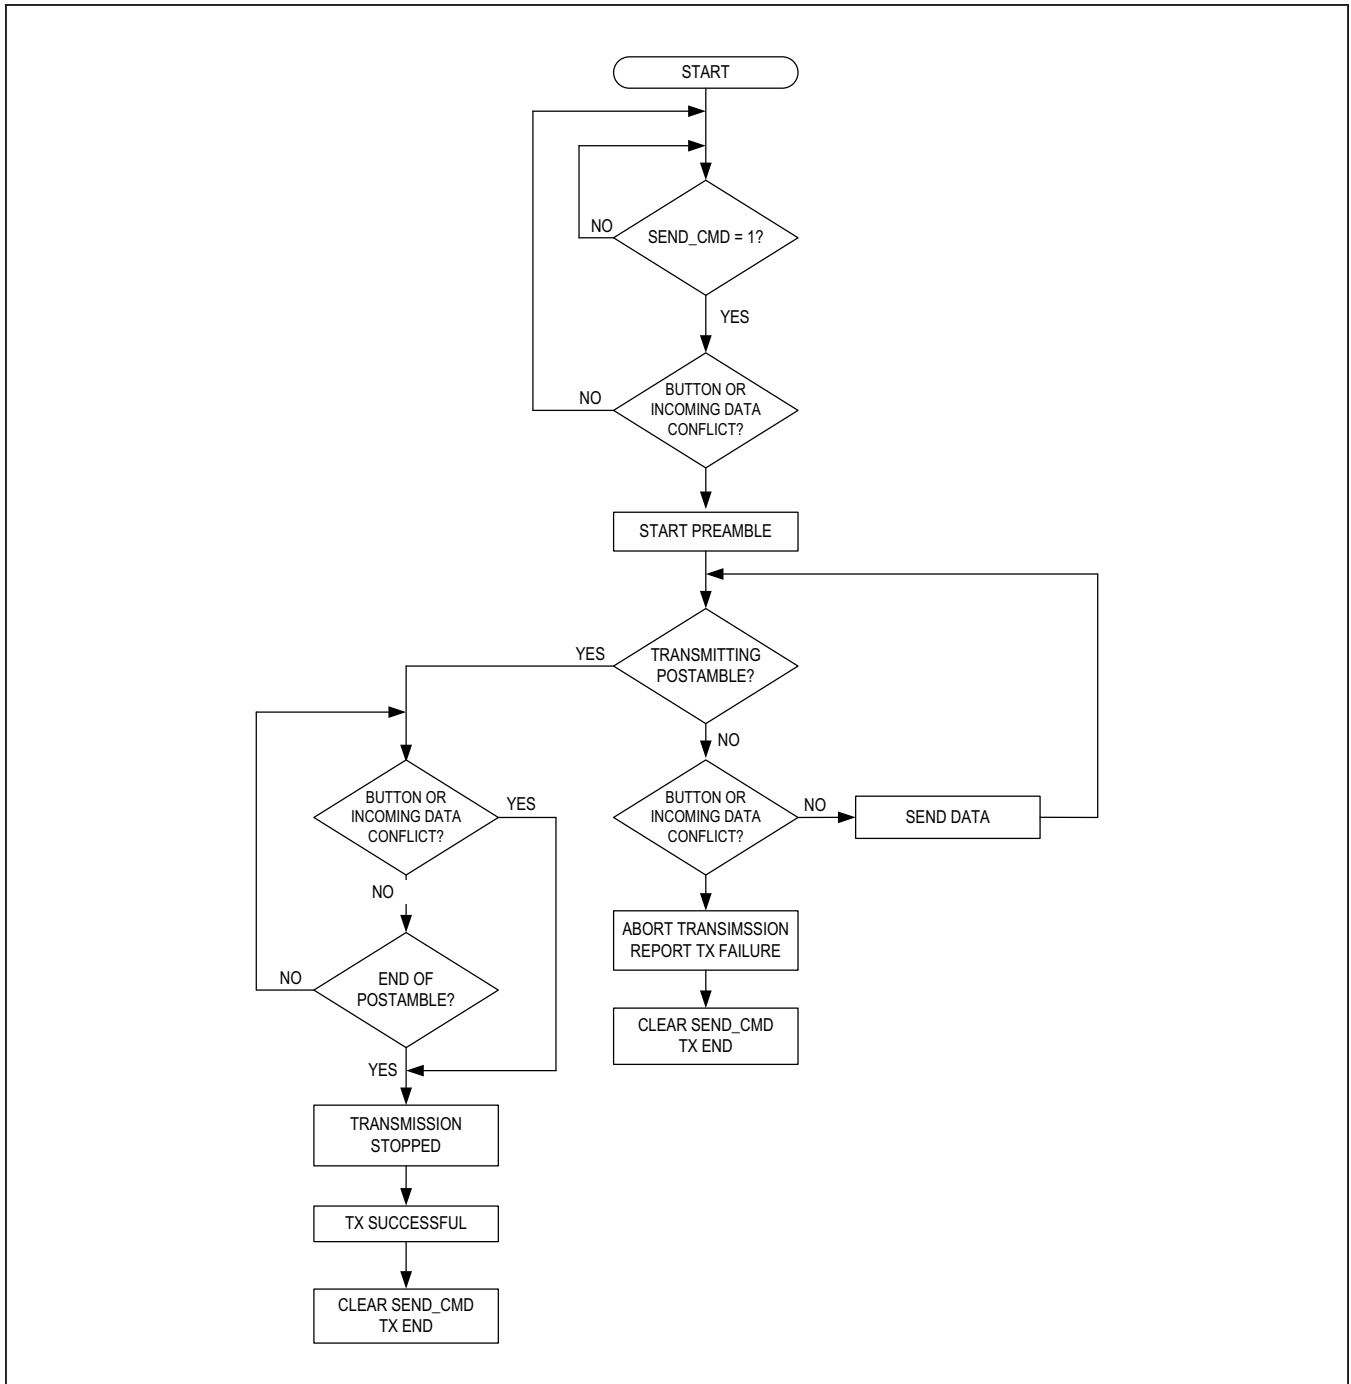 START
NO
SEND_CMD = 1?
YES
NO
BUTTON OR
INCOMING DATA
CONFLICT?
START PREAMBLE
YES
TRANSMITTING
POSTAMBLE?
NO
BUTTON OR
INCOMING DATA
CONFLICT?
YES
BUTTON OR
INCOMING DATA
CONFLICT?
NO
SEND DATA
NO
ABORT TRANSIMSSION
REPORT TX FAILURE
NO
END OF
POSTAMBLE?
CLEAR SEND_CMD
TX END
YES
TRANSMISSION
STOPPED
TX SUCCESSFUL
CLEAR SEND_CMD
TX END